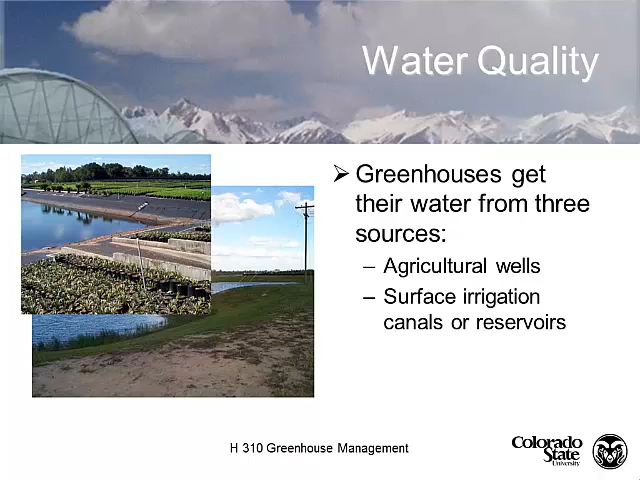 Water Quality
➢ Greenhouses get
their water from three
sources:
– Agricultural wells
– Surface irrigation
canals or reservoirs
H 310 Greenhouse Management
Colorado
State
University